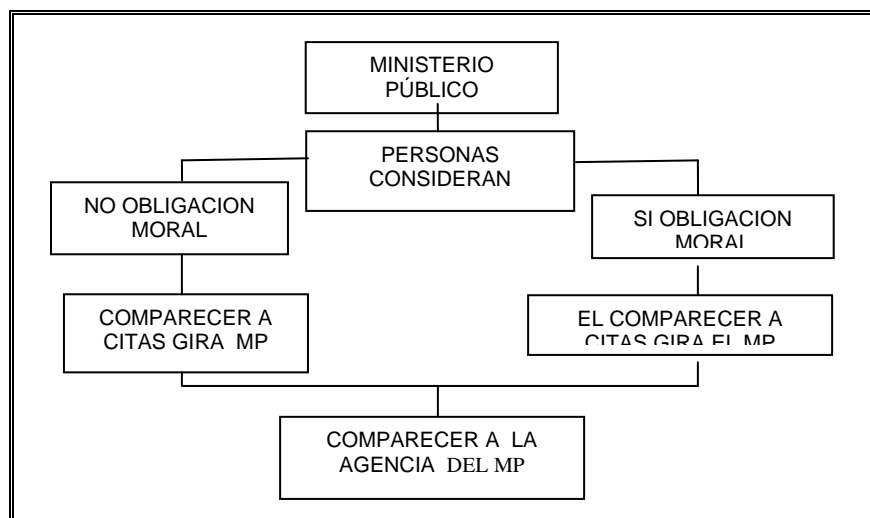 MINISTERIO
PÚBLICO
PERSONAS
CONSIDERAN
NO OBLIGACION
MORAL
SI OBLIGACION
MORAL
COMPARECER A
CITAS GIRA MP
EL COMPARECER A
CITAS GIRA EL MP
COMPARECER A LA
AGENCIA DEL MP